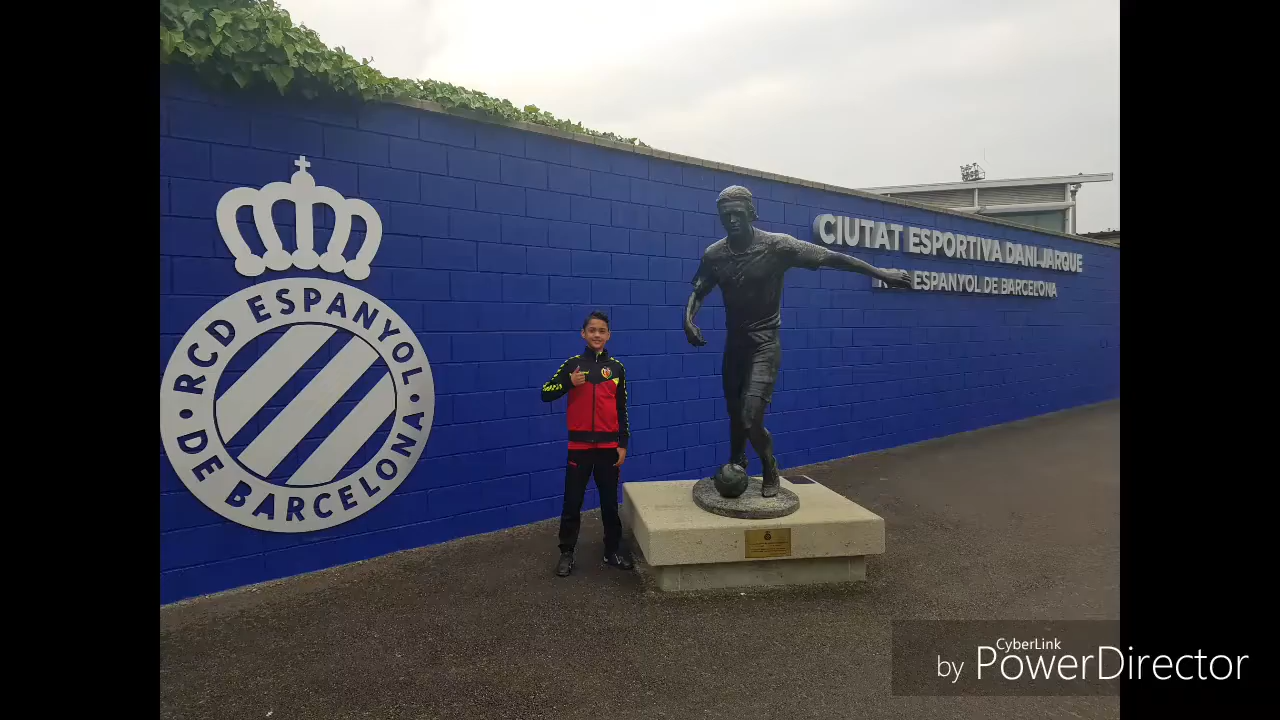 RCD ESPANYOL
DE BARCELONA
CIUTAT ESPORTIVA DANI JARQUE
ESPANYOL DE BARCELONA
CyberLink
by PowerDirector